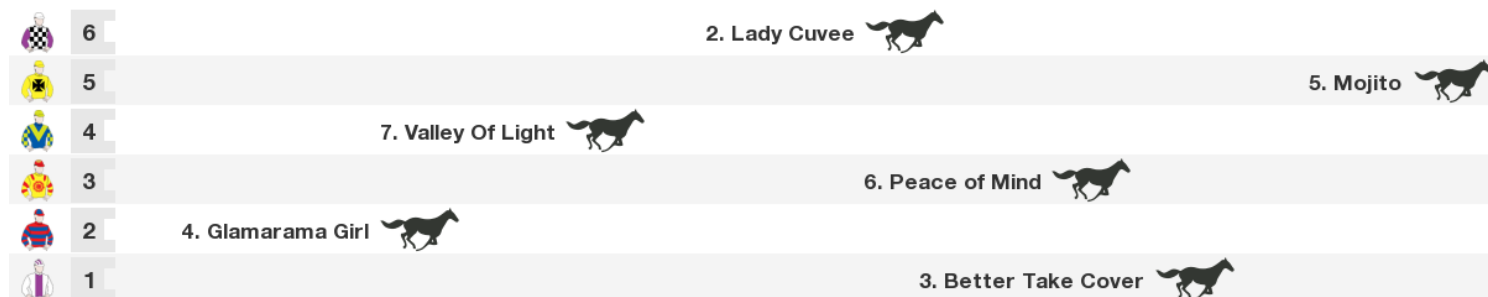 6 2. Lady Cuvee
5 5. Mojito
4 7. Valley Of Light
3 6. Peace of Mind
2 4. Glamarama Girl
1 3. Better Take Cover